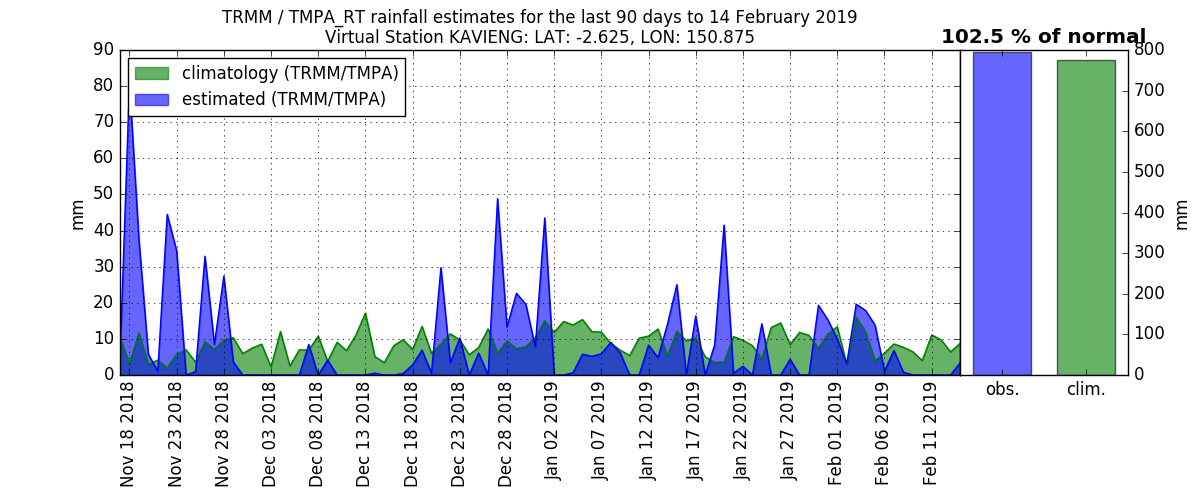 TRMM / TMPA_RT rainfall estimates for the last 90 days to 14 February 2019
Virtual Station KAVIENG: LAT: -2.625, LON: 150.875
102.5 % of normal
climatology (TRMM/TMPA)
estimated (TRMM/TMPA)
mm
90
80
70
60
50
40
30
20
10
0
Nov 18 2018
Nov 23 2018
Nov 28 2018
Dec 03 2018
Dec 08 2018
Dec 13 2018
Dec 18 2018
Dec 23 2018
Dec 28 2018
Jan 02 2019
Jan 07 2019
Jan 12 2019
Jan 17 2019
Jan 22 2019
Jan 27 2019
Feb 01 2019
Feb 06 2019
Feb 11 2019
obs.
clim.
800
700
600
500
400
300
200
100
0
mm